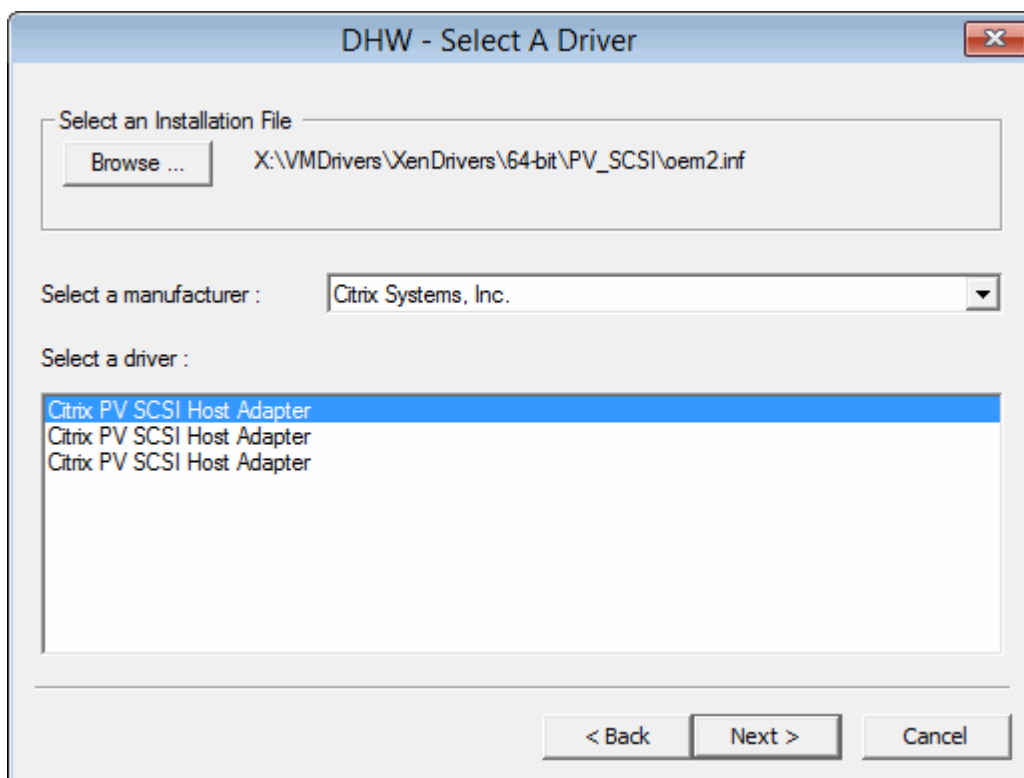 DHW - Select A Driver
Select an Installation File
Browse ... X:\VMDrivers\XenDrivers\64-bit\PV_SCSI\oem2.inf
Select a manufacturer : Citrix Systems, Inc.
Select a driver :
Citrix PV SCSI Host Adapter
Citrix PV SCSI Host Adapter
Citrix PV SCSI Host Adapter
< Back Next > Cancel